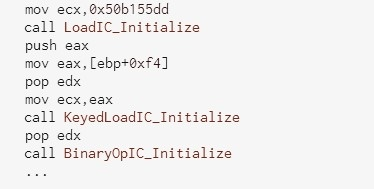 mov ecx,0x50b155dd
call LoadIC_Initialize
push eax
mov eax,[ebp+0xf4]
pop edx
mov ecx,eax
call KeyedLoadIC_Initialize
pop edx
call BinaryOpIC_Initialize
...